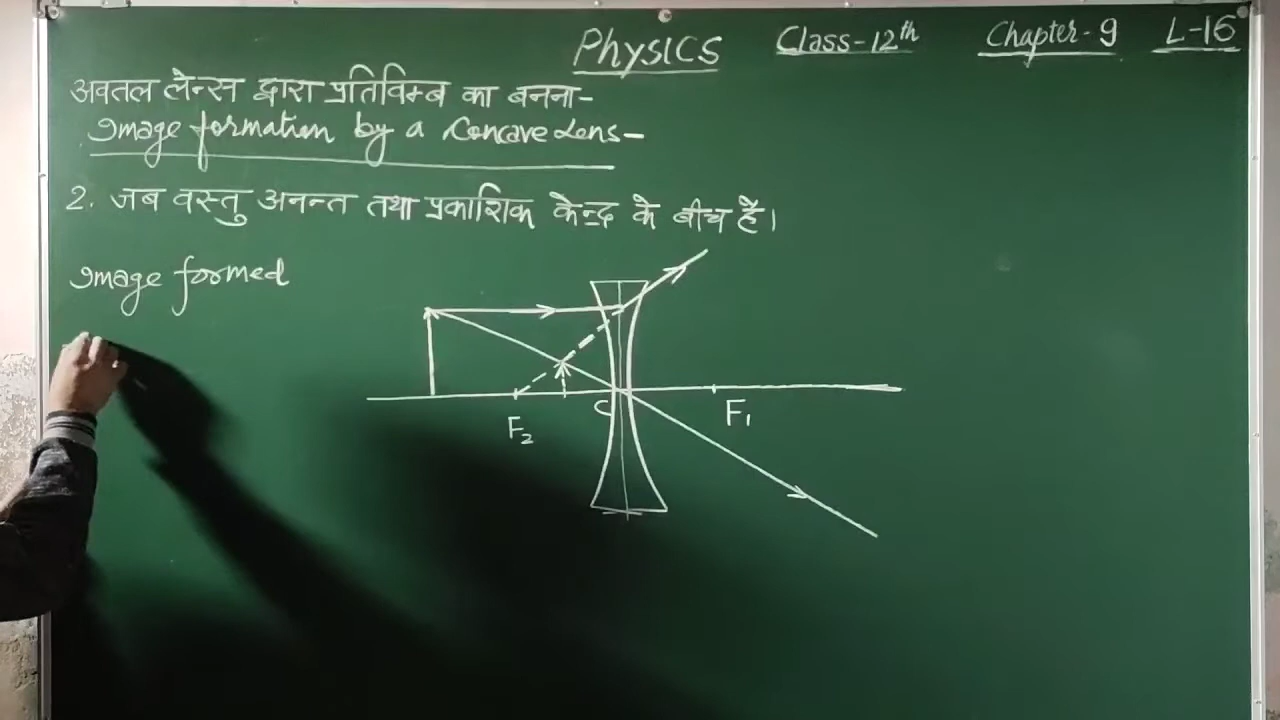 Physics Class-12th Chapter-9 L-16
अवतल लेन्स द्वारा प्रतिविम्ब का बनना-
Image formation by a Concave Lens-
2. जब वस्तु अनन्त तथा प्रकाशिक केन्द्र के बीच है।
Image formed
C
F₁
F₂